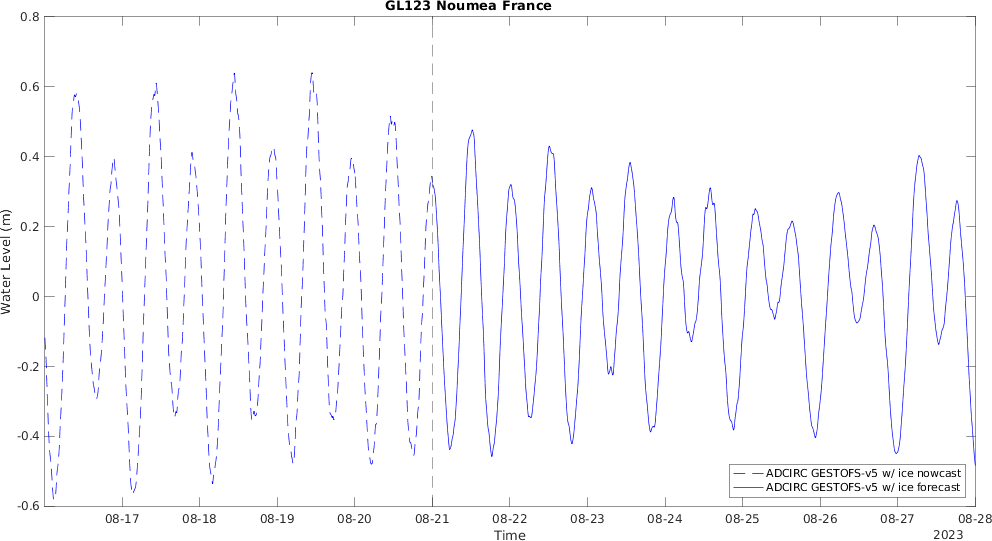 GL123 Noumea France
0.8
0.6
0.4
0.2
0
-0.2
-0.4
-0.6
Water Level (m)
ADCIRC GESTOFS-v5 w/ ice nowcast
ADCIRC GESTOFS-v5 w/ ice forecast
08-17 08-18 08-19 08-20 08-21 08-22 08-23 08-24 08-25 08-26 08-27 08-28
Time
2023